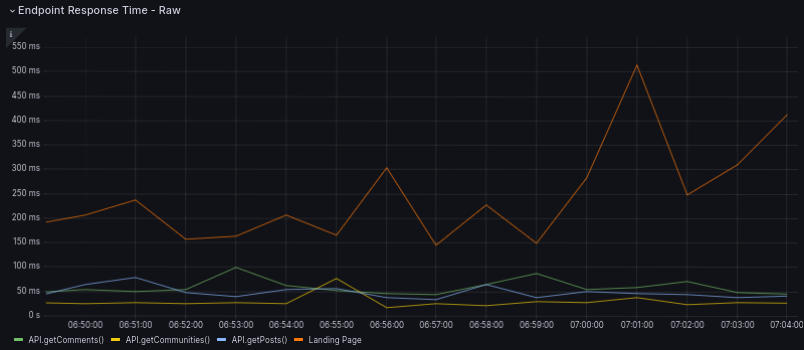 Endpoint Response Time - Raw
i
550 ms
500 ms
450 ms
400 ms
350 ms
300 ms
250 ms
200 ms
150 ms
100 ms
50 ms
0 s
06:50:00 06:51:00 06:52:00 06:53:00 06:54:00 06:55:00 06:56:00 06:57:00 06:58:00 06:59:00 07:00:00 07:01:00 07:02:00 07:03:00 07:04:00
API.getComments() API.getCommunities() API.getPosts() Landing Page